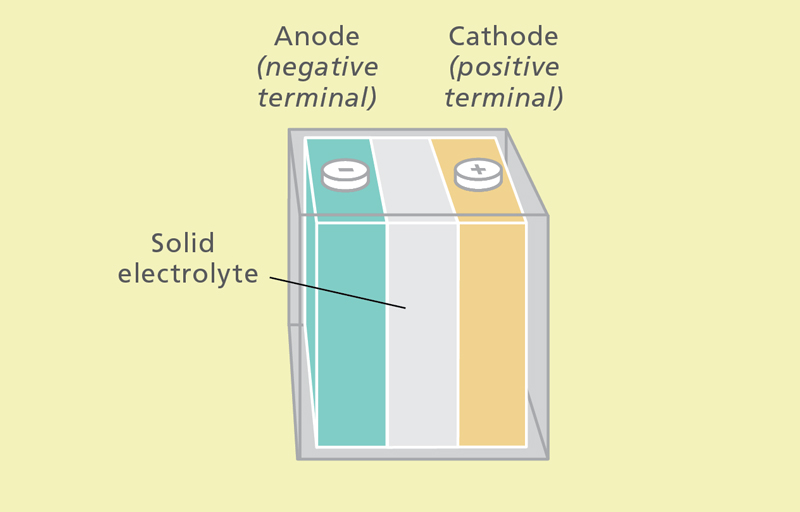 Anode
(negative
terminal)
Cathode
(positive
terminal)
−
+
Solid
electrolyte